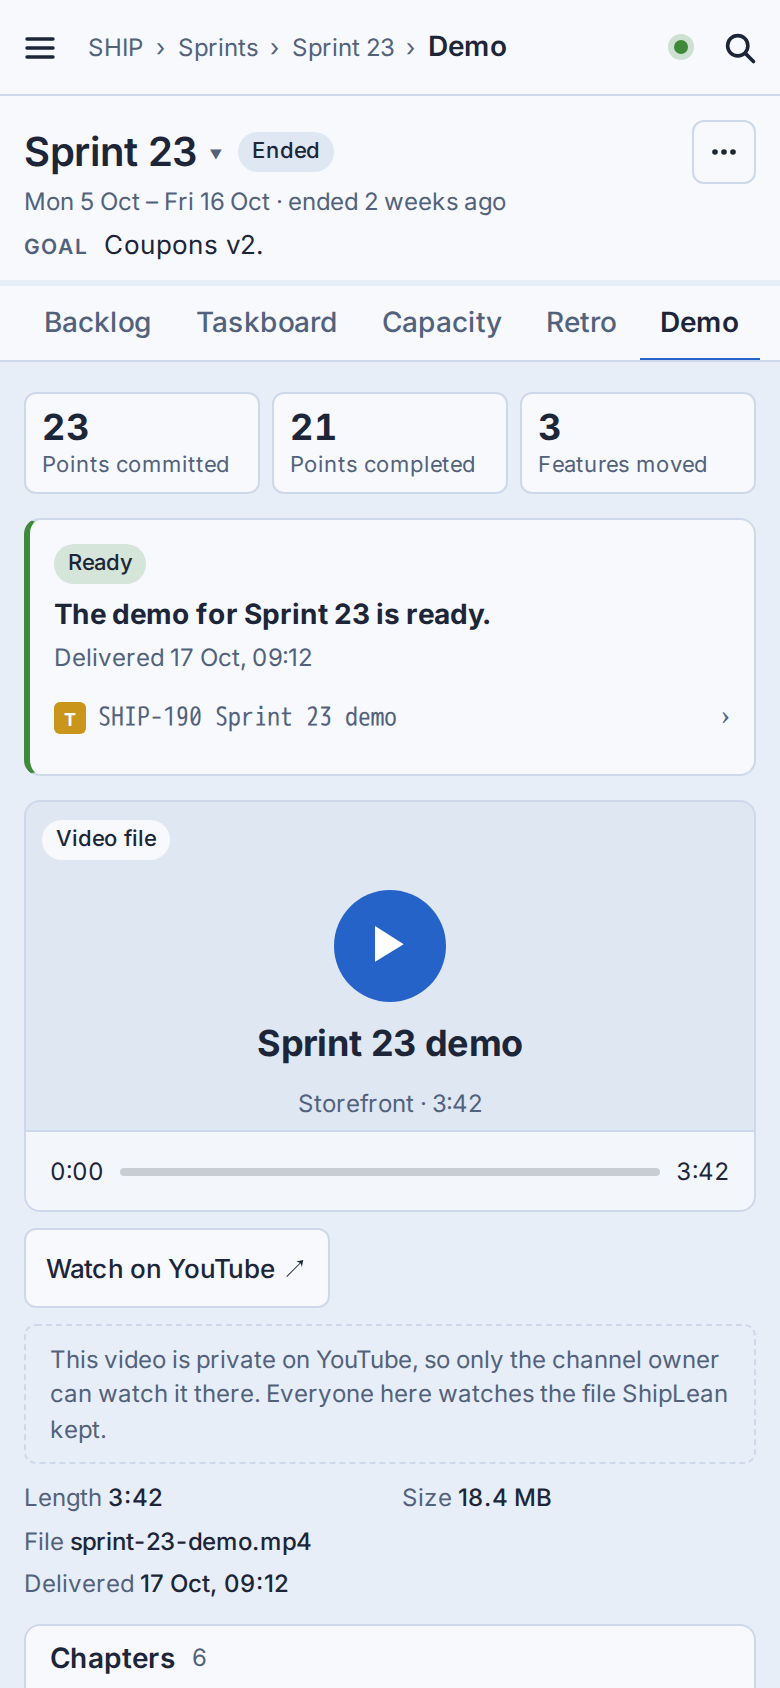 SHIP › Sprints › Sprint 23 › Demo
Sprint 23 ▾ Ended
Mon 5 Oct – Fri 16 Oct · ended 2 weeks ago
GOAL Coupons v2.
Backlog Taskboard Capacity Retro Demo
23 21 3
Points committed Points completed Features moved
Ready
The demo for Sprint 23 is ready.
Delivered 17 Oct, 09:12
T SHIP-190 Sprint 23 demo ›
Video file
Sprint 23 demo
Storefront · 3:42
0:00 3:42
Watch on YouTube ↗
This video is private on YouTube, so only the channel owner
can watch it there. Everyone here watches the file ShipLean
kept.
Length 3:42 Size 18.4 MB
File sprint-23-demo.mp4
Delivered 17 Oct, 09:12
Chapters 6